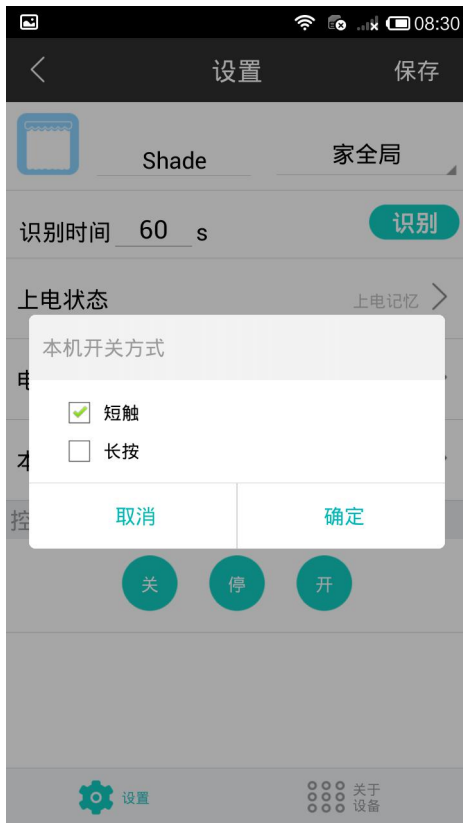 08:30
设置 保存
Shade 家全局
识别时间 60 s 识别
上电状态 上电记忆
本机开关方式
短触
长按
取消 确定
控
关 停 开
设置 关于
设备